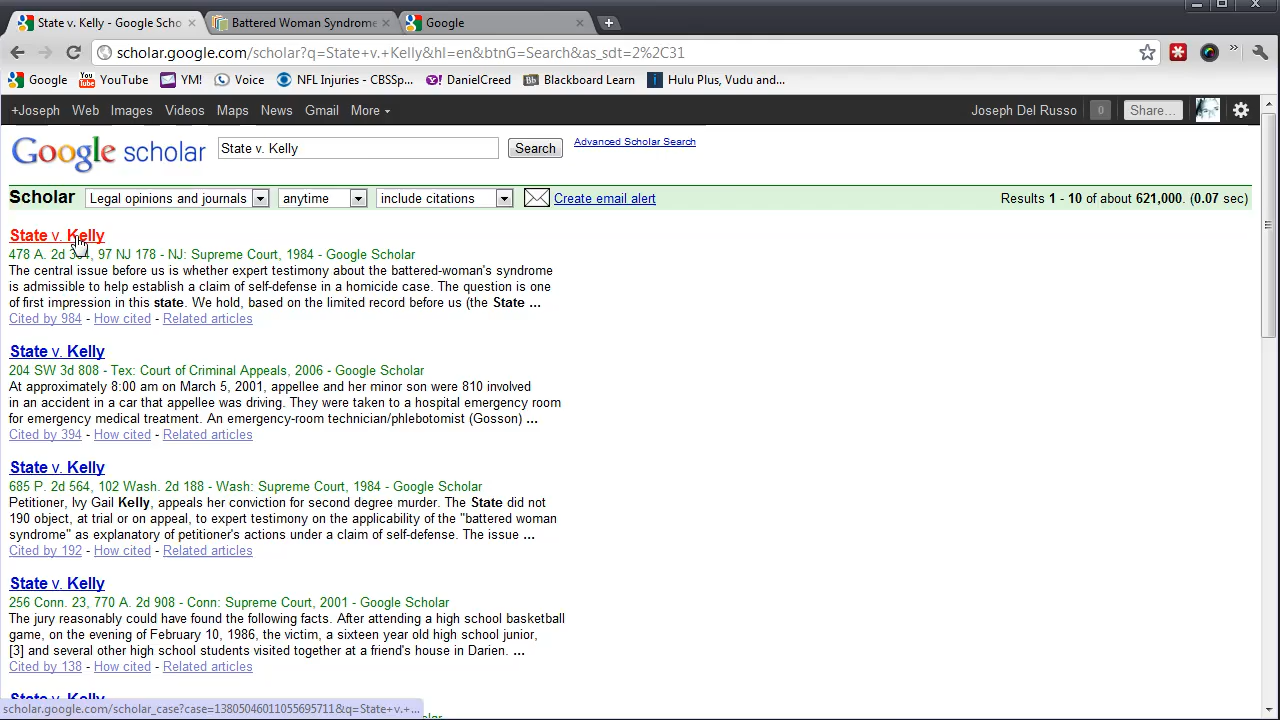 State v. Kelly - Google Scho
Battered Woman Syndrome
Google
scholar.google.com/scholar?q=State+v.+Kelly&hl=en&btnG=Search&as_sdt=2%2C31
Google YouTube YM! Voice NFL Injuries - CBSSp... DanielCreed Blackboard Learn Hulu Plus, Vudu and...
+Joseph Web Images Videos Maps News Gmail More Joseph Del Russo 0 Share...
Google scholar State v. Kelly Search Advanced Scholar Search
Scholar Legal opinions and journals anytime include citations Create email alert Results 1 - 10 of about 621,000. (0.07 sec)
State v. Kelly
478 A. 2d 364, 97 NJ 178 - NJ: Supreme Court, 1984 - Google Scholar
The central issue before us is whether expert testimony about the battered-woman's syndrome
is admissible to help establish a claim of self-defense in a homicide case. The question is one
of first impression in this state. We hold, based on the limited record before us (the State ...
Cited by 984 - How cited - Related articles
State v. Kelly
204 SW 3d 808 - Tex: Court of Criminal Appeals, 2006 - Google Scholar
At approximately 8:00 am on March 5, 2001, appellee and her minor son were 810 involved
in an accident in a car that appellee was driving. They were taken to a hospital emergency room
for emergency medical treatment. An emergency-room technician/phlebotomist (Gosson) ...
Cited by 394 - How cited - Related articles
State v. Kelly
685 P. 2d 564, 102 Wash. 2d 188 - Wash: Supreme Court, 1984 - Google Scholar
Petitioner, Ivy Gail Kelly, appeals her conviction for second degree murder. The State did not
190 object, at trial or on appeal, to expert testimony on the applicability of the "battered woman
syndrome" as explanatory of petitioner's actions under a claim of self-defense. The issue ...
Cited by 192 - How cited - Related articles
State v. Kelly
256 Conn. 23, 770 A. 2d 908 - Conn: Supreme Court, 2001 - Google Scholar
The jury reasonably could have found the following facts. After attending a high school basketball
game, on the evening of February 10, 1986, the victim, a sixteen year old high school junior,
[3] and several other high school students visited together at a friend's house in Darien. ...
Cited by 138 - How cited - Related articles
State v. Kelly
scholar.google.com/scholar_case?case=13805046011055695711&q=State+v.+...